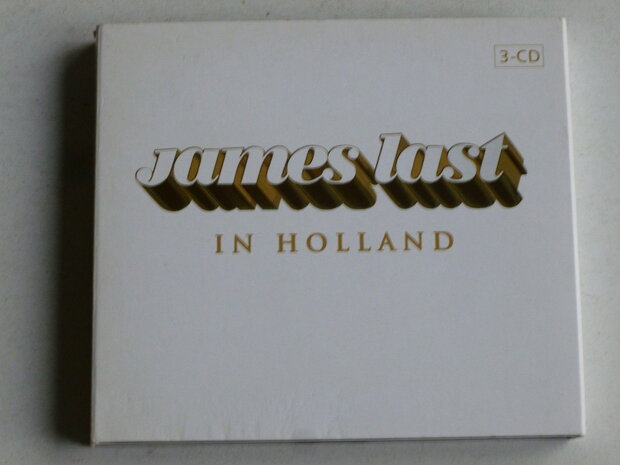 3-CD
james last
IN HOLLAND